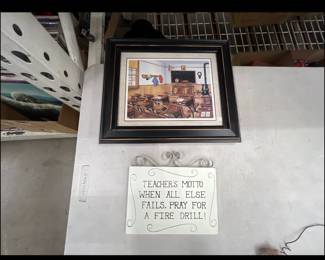 TEACHERS MOTTO
WHEN ALL ELSE
FAILS, PRAY FOR
A FIRE DRILL!